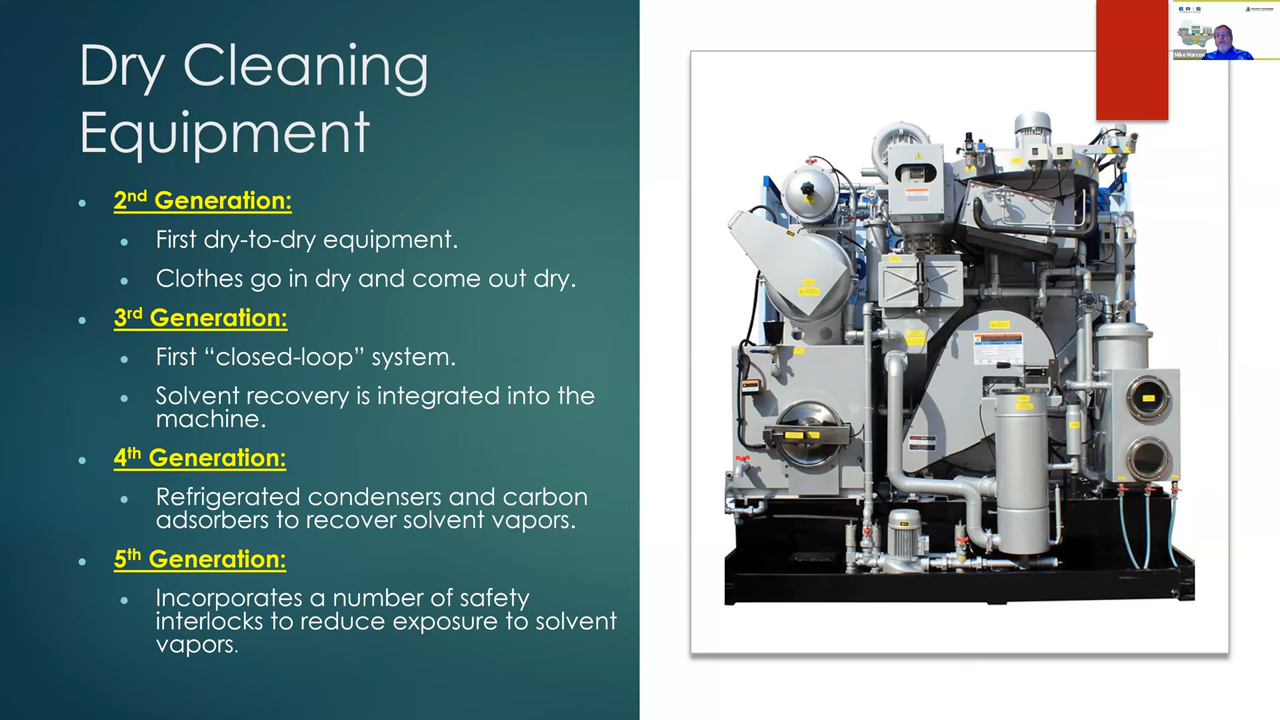 Dry Cleaning
Equipment
2nd Generation:
First dry-to-dry equipment.
Clothes go in dry and come out dry.
3rd Generation:
First “closed-loop” system.
Solvent recovery is integrated into the
machine.
4th Generation:
Refrigerated condensers and carbon
adsorbers to recover solvent vapors.
5th Generation:
Incorporates a number of safety
interlocks to reduce exposure to solvent
vapors.
Mike Marcon